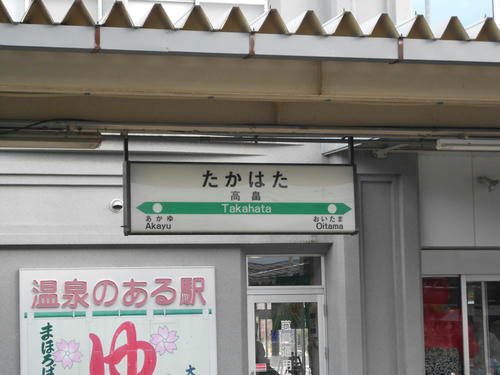 たかはた
高畠
Takahata
あかゆ
Akayu
おいたま
Oitama
温泉のある駅
まほろば
ゆ